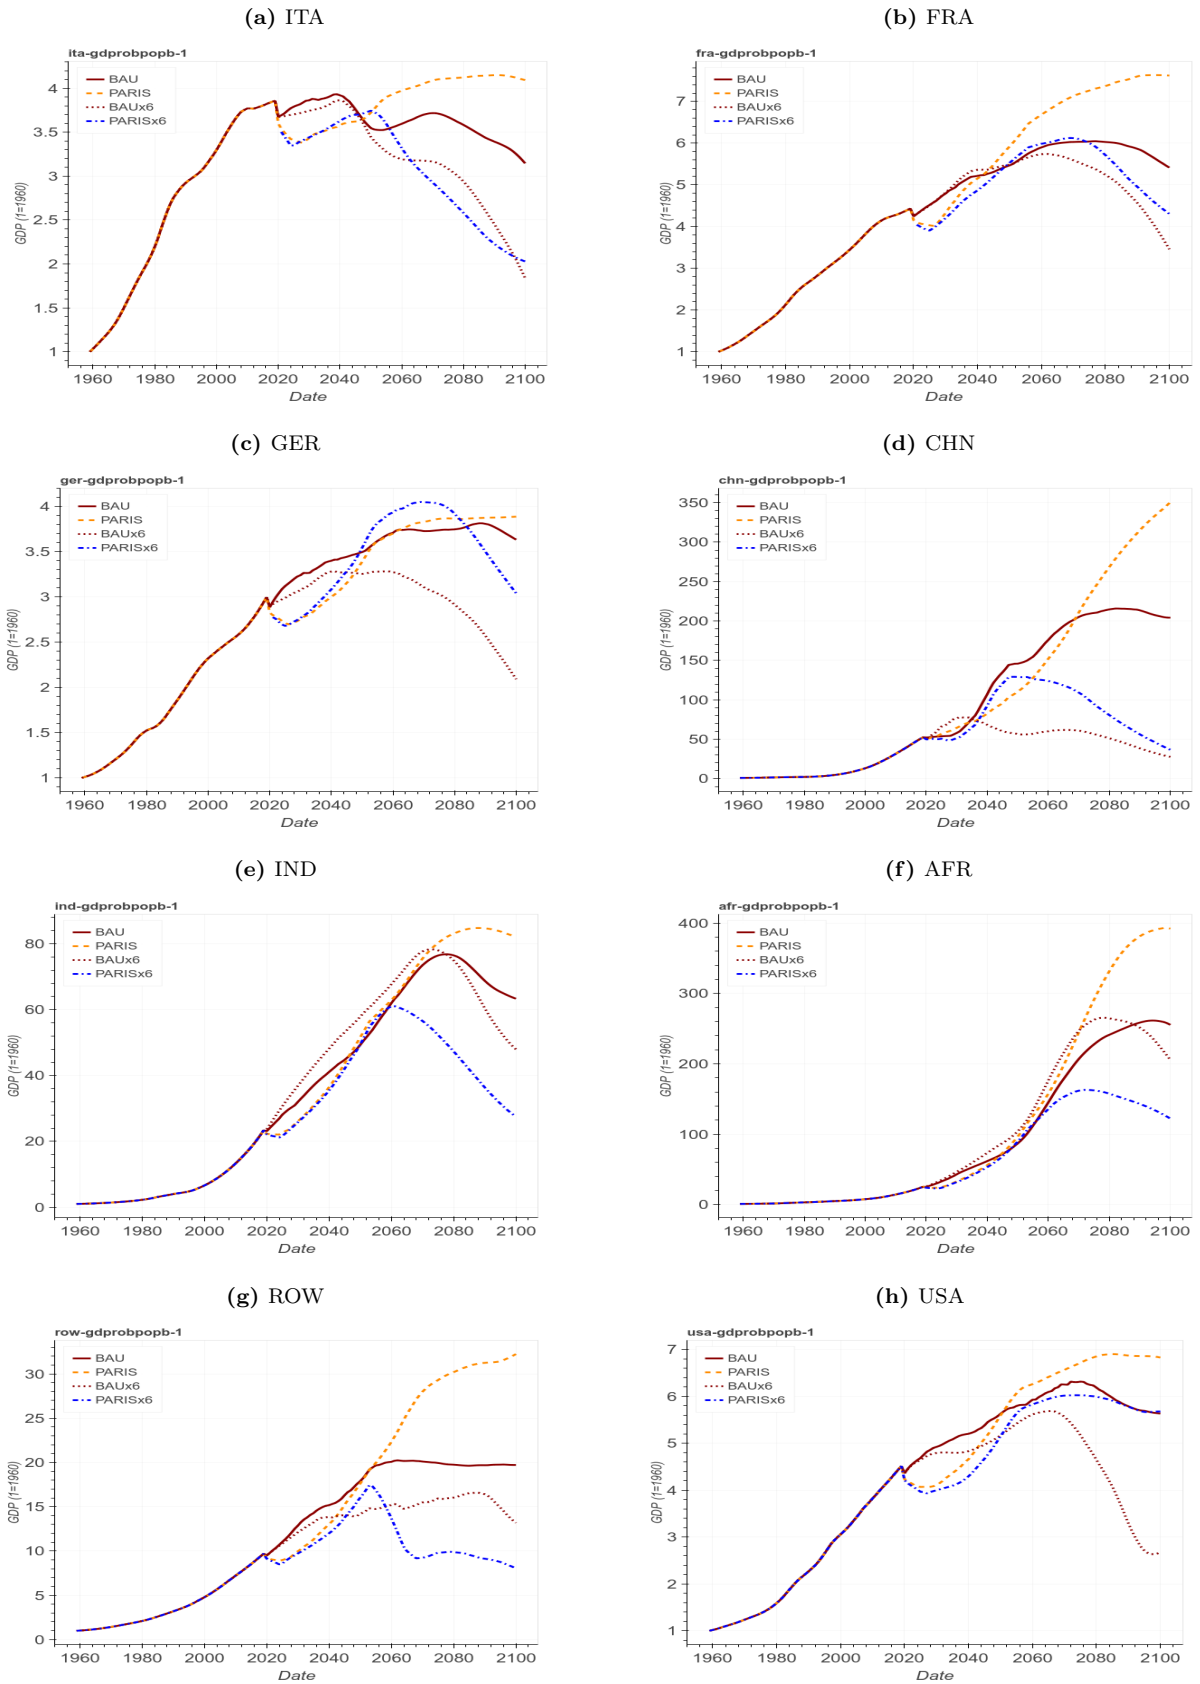 (a) ITA
ita-gdprobpopb-1
BAU
PARIS
BAUx6
PARISx6
4
3.5
3
2.5
2
1.5
1
GDP (1=1960)
1960 1980 2000 2020 2040 2060 2080 2100
Date
(b) FRA
fra-gdprobpopb-1
BAU
PARIS
BAUx6
PARISx6
7
6
5
4
3
2
1
GDP (1=1960)
1960 1980 2000 2020 2040 2060 2080 2100
Date
(c) GER
ger-gdprobpopb-1
BAU
PARIS
BAUx6
PARISx6
4
3.5
3
2.5
2
1.5
1
GDP (1=1960)
1960 1980 2000 2020 2040 2060 2080 2100
Date
(d) CHN
chn-gdprobpopb-1
BAU
PARIS
BAUx6
PARISx6
350
300
250
200
150
100
50
0
GDP (1=1960)
1960 1980 2000 2020 2040 2060 2080 2100
Date
(e) IND
ind-gdprobpopb-1
BAU
PARIS
BAUx6
PARISx6
80
60
40
20
0
GDP (1=1960)
1960 1980 2000 2020 2040 2060 2080 2100
Date
(f) AFR
afr-gdprobpopb-1
BAU
PARIS
BAUx6
PARISx6
400
300
200
100
0
GDP (1=1960)
1960 1980 2000 2020 2040 2060 2080 2100
Date
(g) ROW
row-gdprobpopb-1
BAU
PARIS
BAUx6
PARISx6
30
25
20
15
10
5
0
GDP (1=1960)
1960 1980 2000 2020 2040 2060 2080 2100
Date
(h) USA
usa-gdprobpopb-1
BAU
PARIS
BAUx6
PARISx6
7
6
5
4
3
2
1
GDP (1=1960)
1960 1980 2000 2020 2040 2060 2080 2100
Date